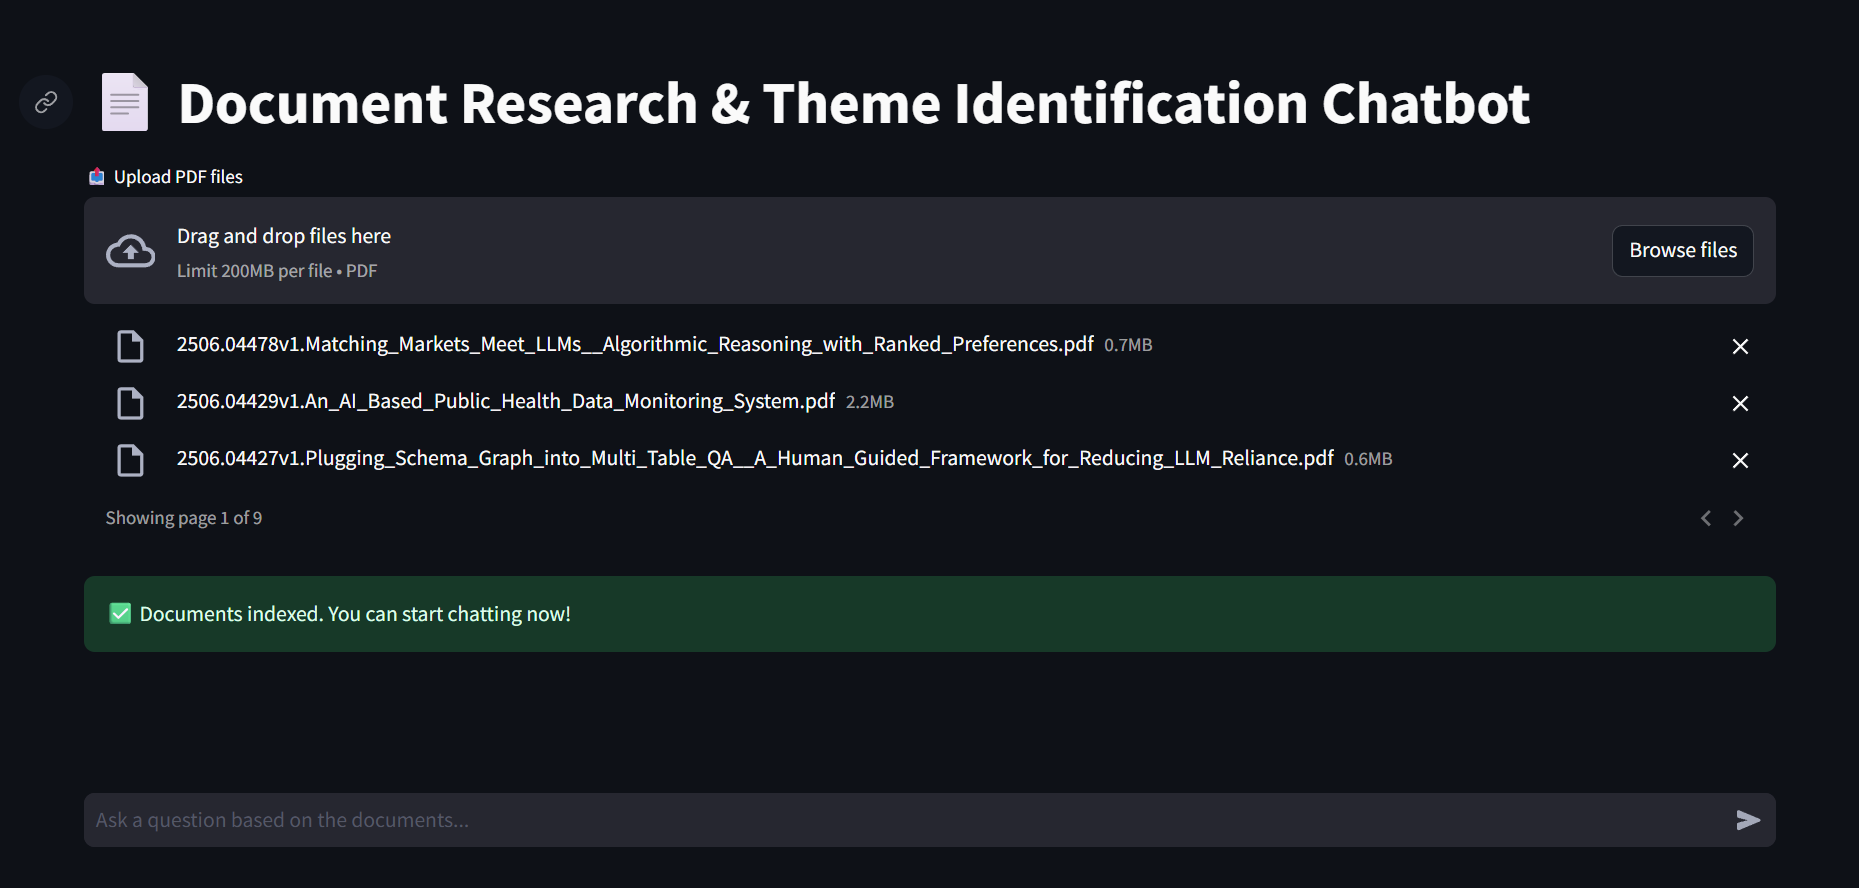 Document Research & Theme Identification Chatbot
Upload PDF files
Drag and drop files here
Limit 200MB per file • PDF
Browse files
2506.04478v1.Matching_Markets_Meet_LLMs__Algorithmic_Reasoning_with_Ranked_Preferences.pdf 0.7MB
2506.04429v1.An_AI_Based_Public_Health_Data_Monitoring_System.pdf 2.2MB
2506.04427v1.Plugging_Schema_Graph_into_Multi_Table_QA__A_Human_Guided_Framework_for_Reducing_LLM_Reliance.pdf 0.6MB
Showing page 1 of 9
Documents indexed. You can start chatting now!
Ask a question based on the documents...